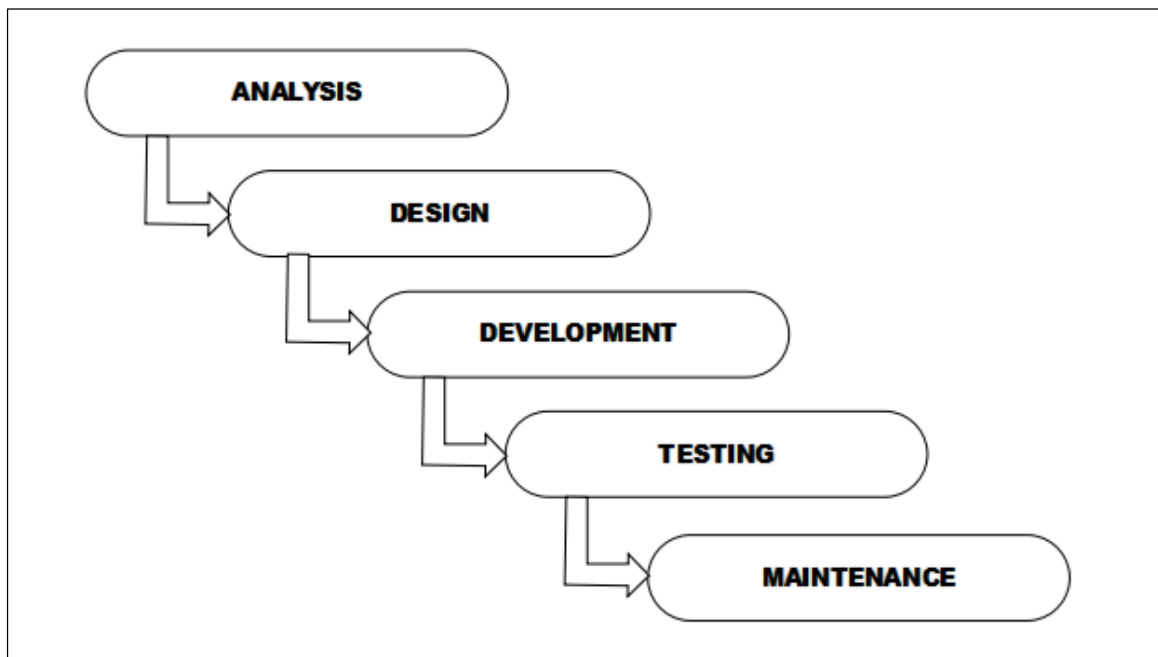 ANALYSIS
DESIGN
DEVELOPMENT
TESTING
MAINTENANCE